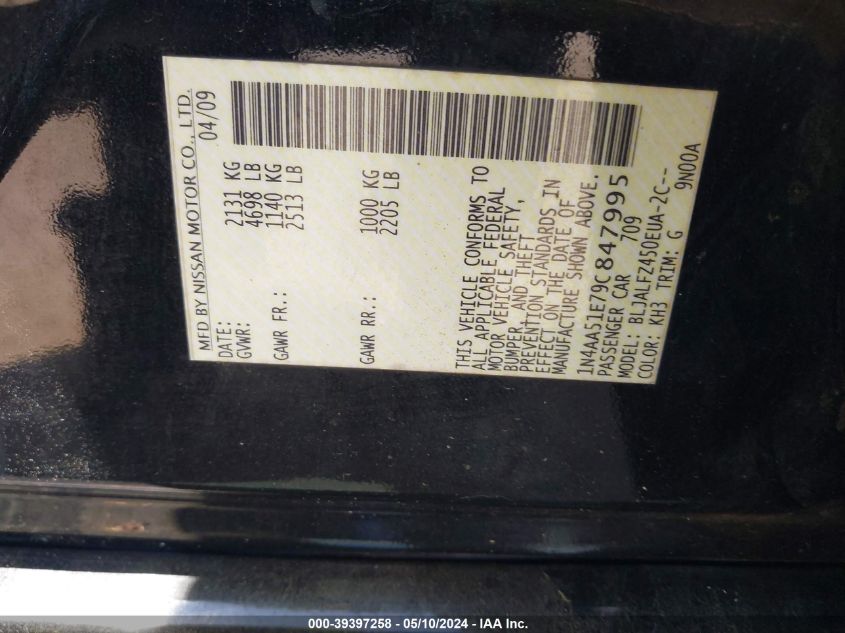 MFD BY NISSAN MOTOR CO., LTD.
DATE: 04/09
GVWR: 2131 KG
4698 LB
GAWR FR.: 1140 KG
2513 LB
GAWR RR.: 1000 KG
2205 LB
THIS VEHICLE CONFORMS TO
ALL APPLICABLE FEDERAL
MOTOR VEHICLE SAFETY,
BUMPER, AND THEFT
PREVENTION STANDARDS IN
EFFECT ON THE DATE OF
MANUFACTURE SHOWN ABOVE.
1N4AA51E79C847995
PASSENGER CAR 709
MODEL: BLJALFZ450EUA-2C--
COLOR: KH3 TRIM: G 9N00A
000-39397258 - 05/10/2024 - IAA Inc.